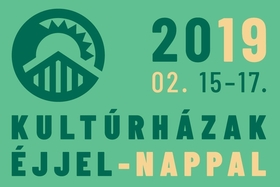 2019
02. 15-17.
KULTÚRHÁZAK
ÉJJEL-NAPPAL